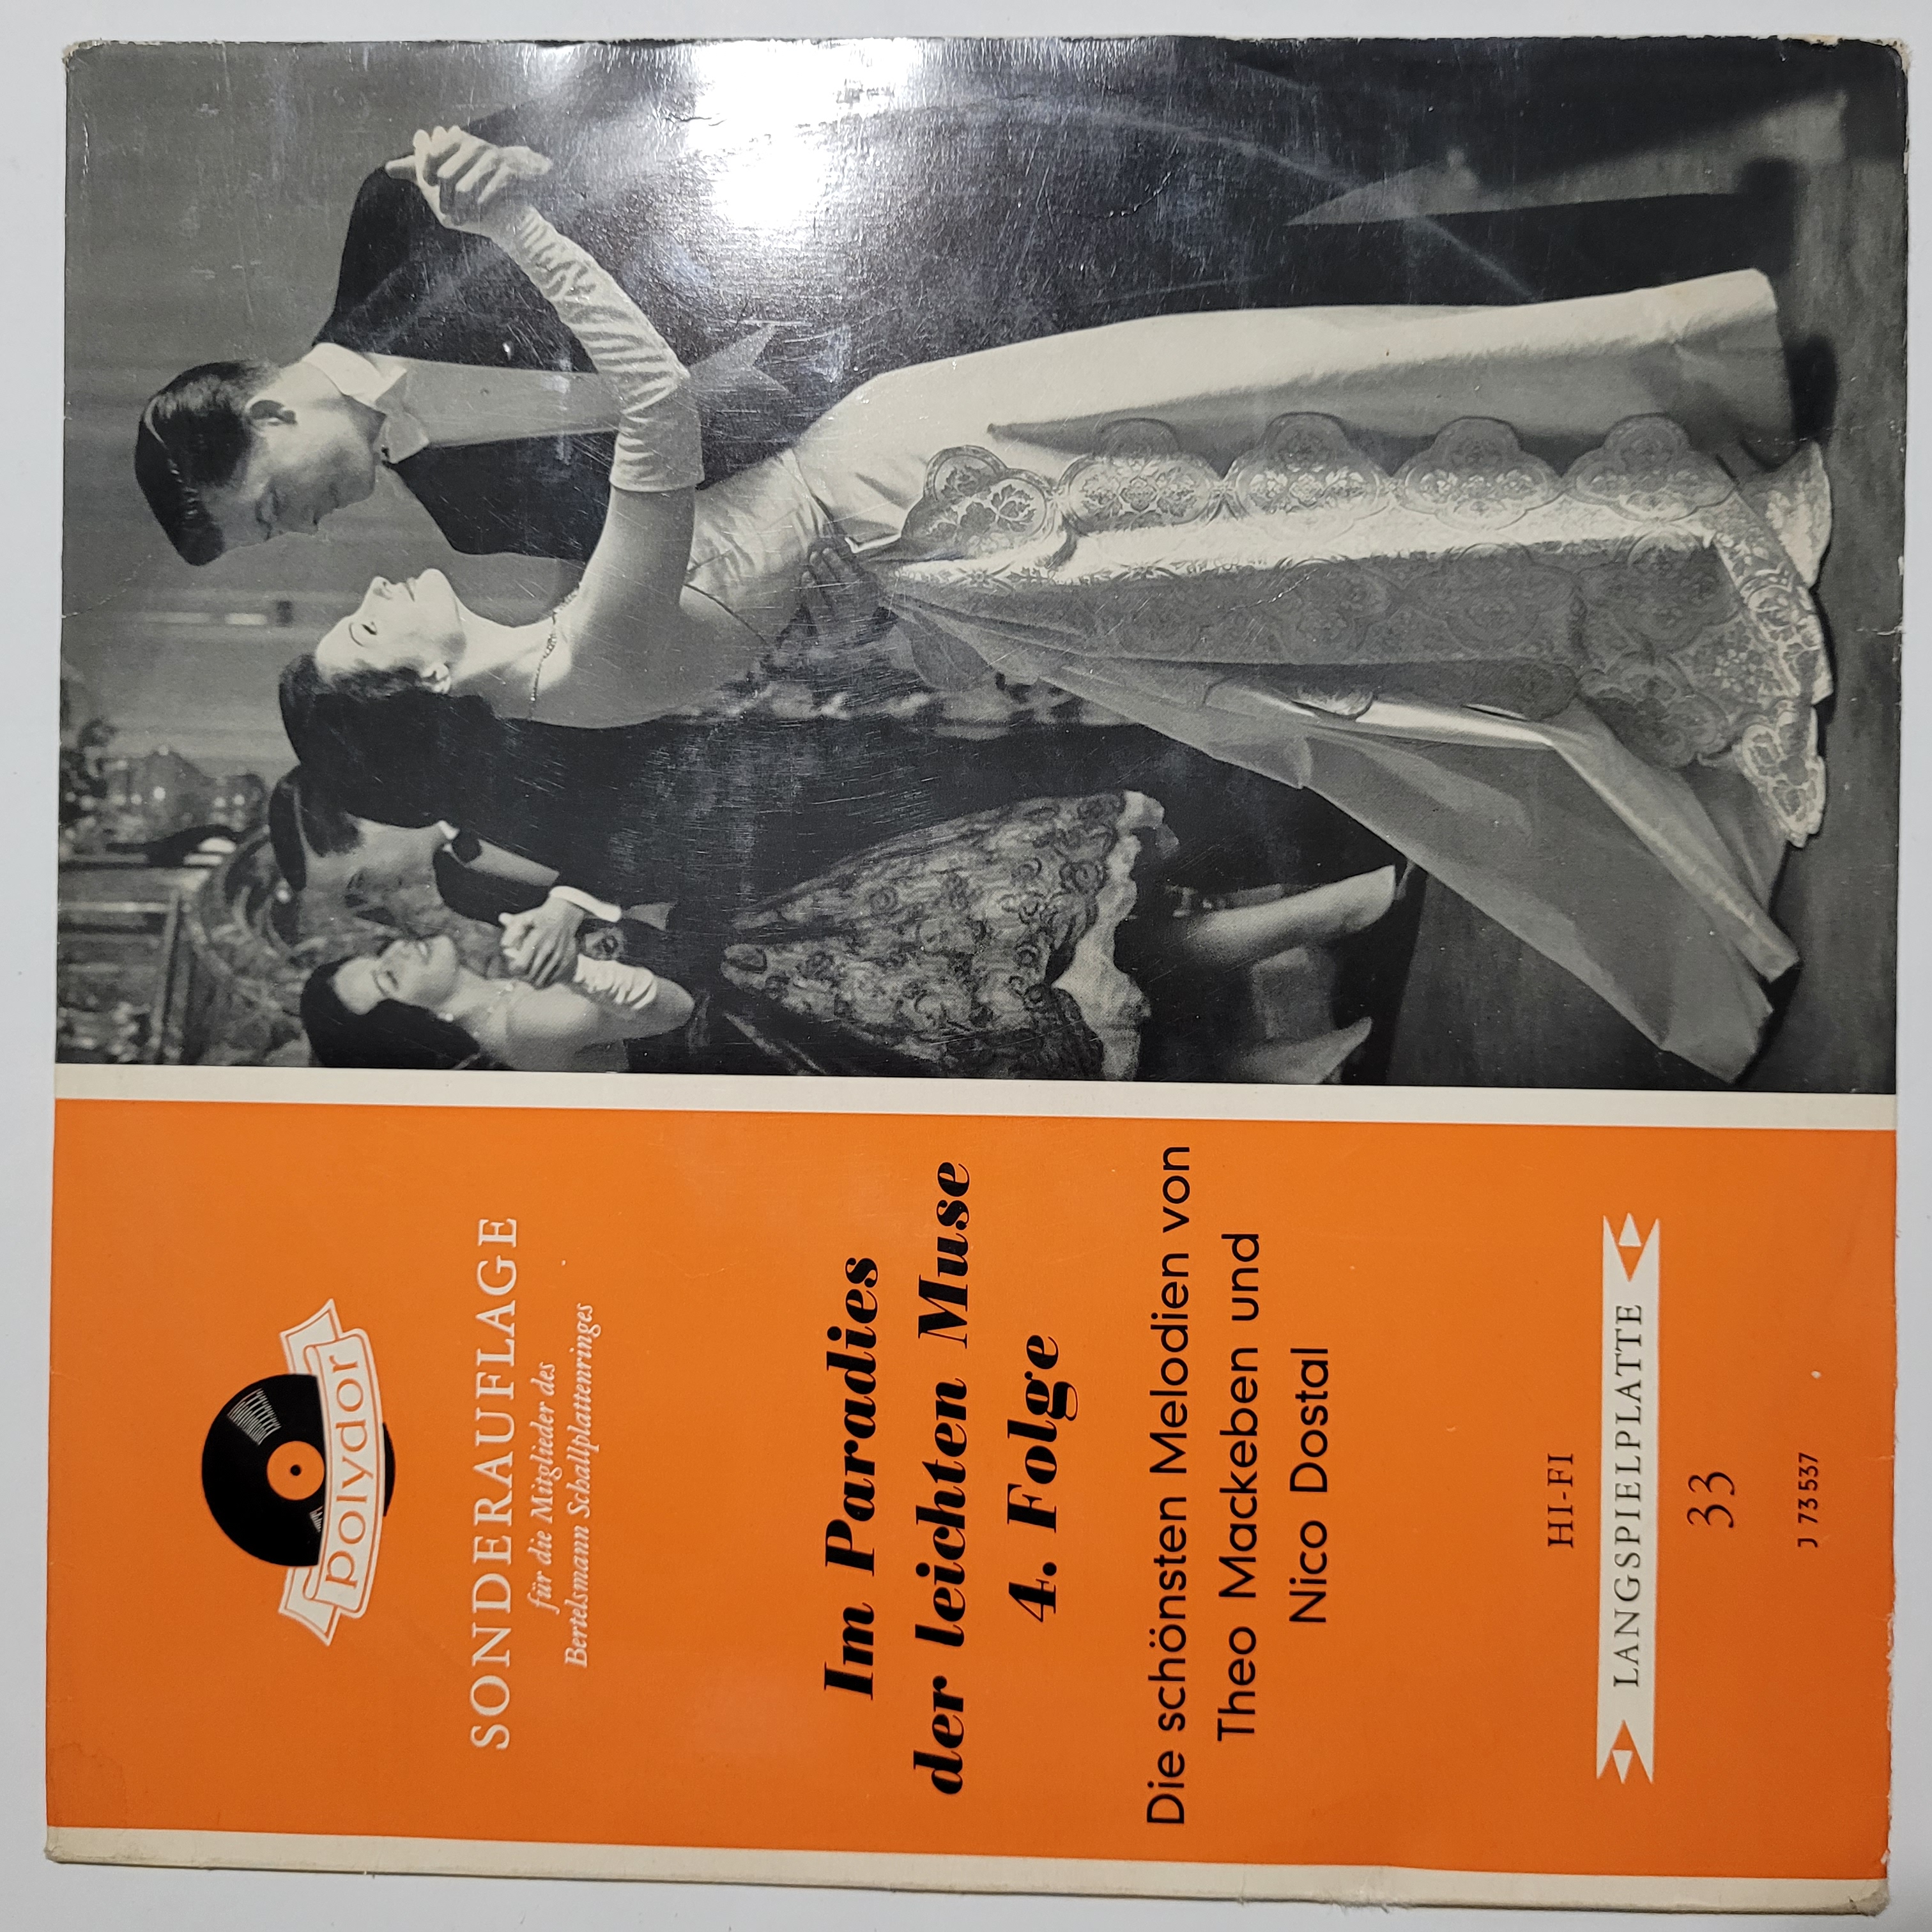 polydor
SONDERAUFLAGE
für die Mitglieder des
Bertelsmann Schallplattenringes
Im Paradies
der leichten Muse
4. Folge
Die schönsten Melodien von
Theo Mackeben und
Nico Dostal
HI-FI
LANGSPIELPLATTE
33
J 73 537